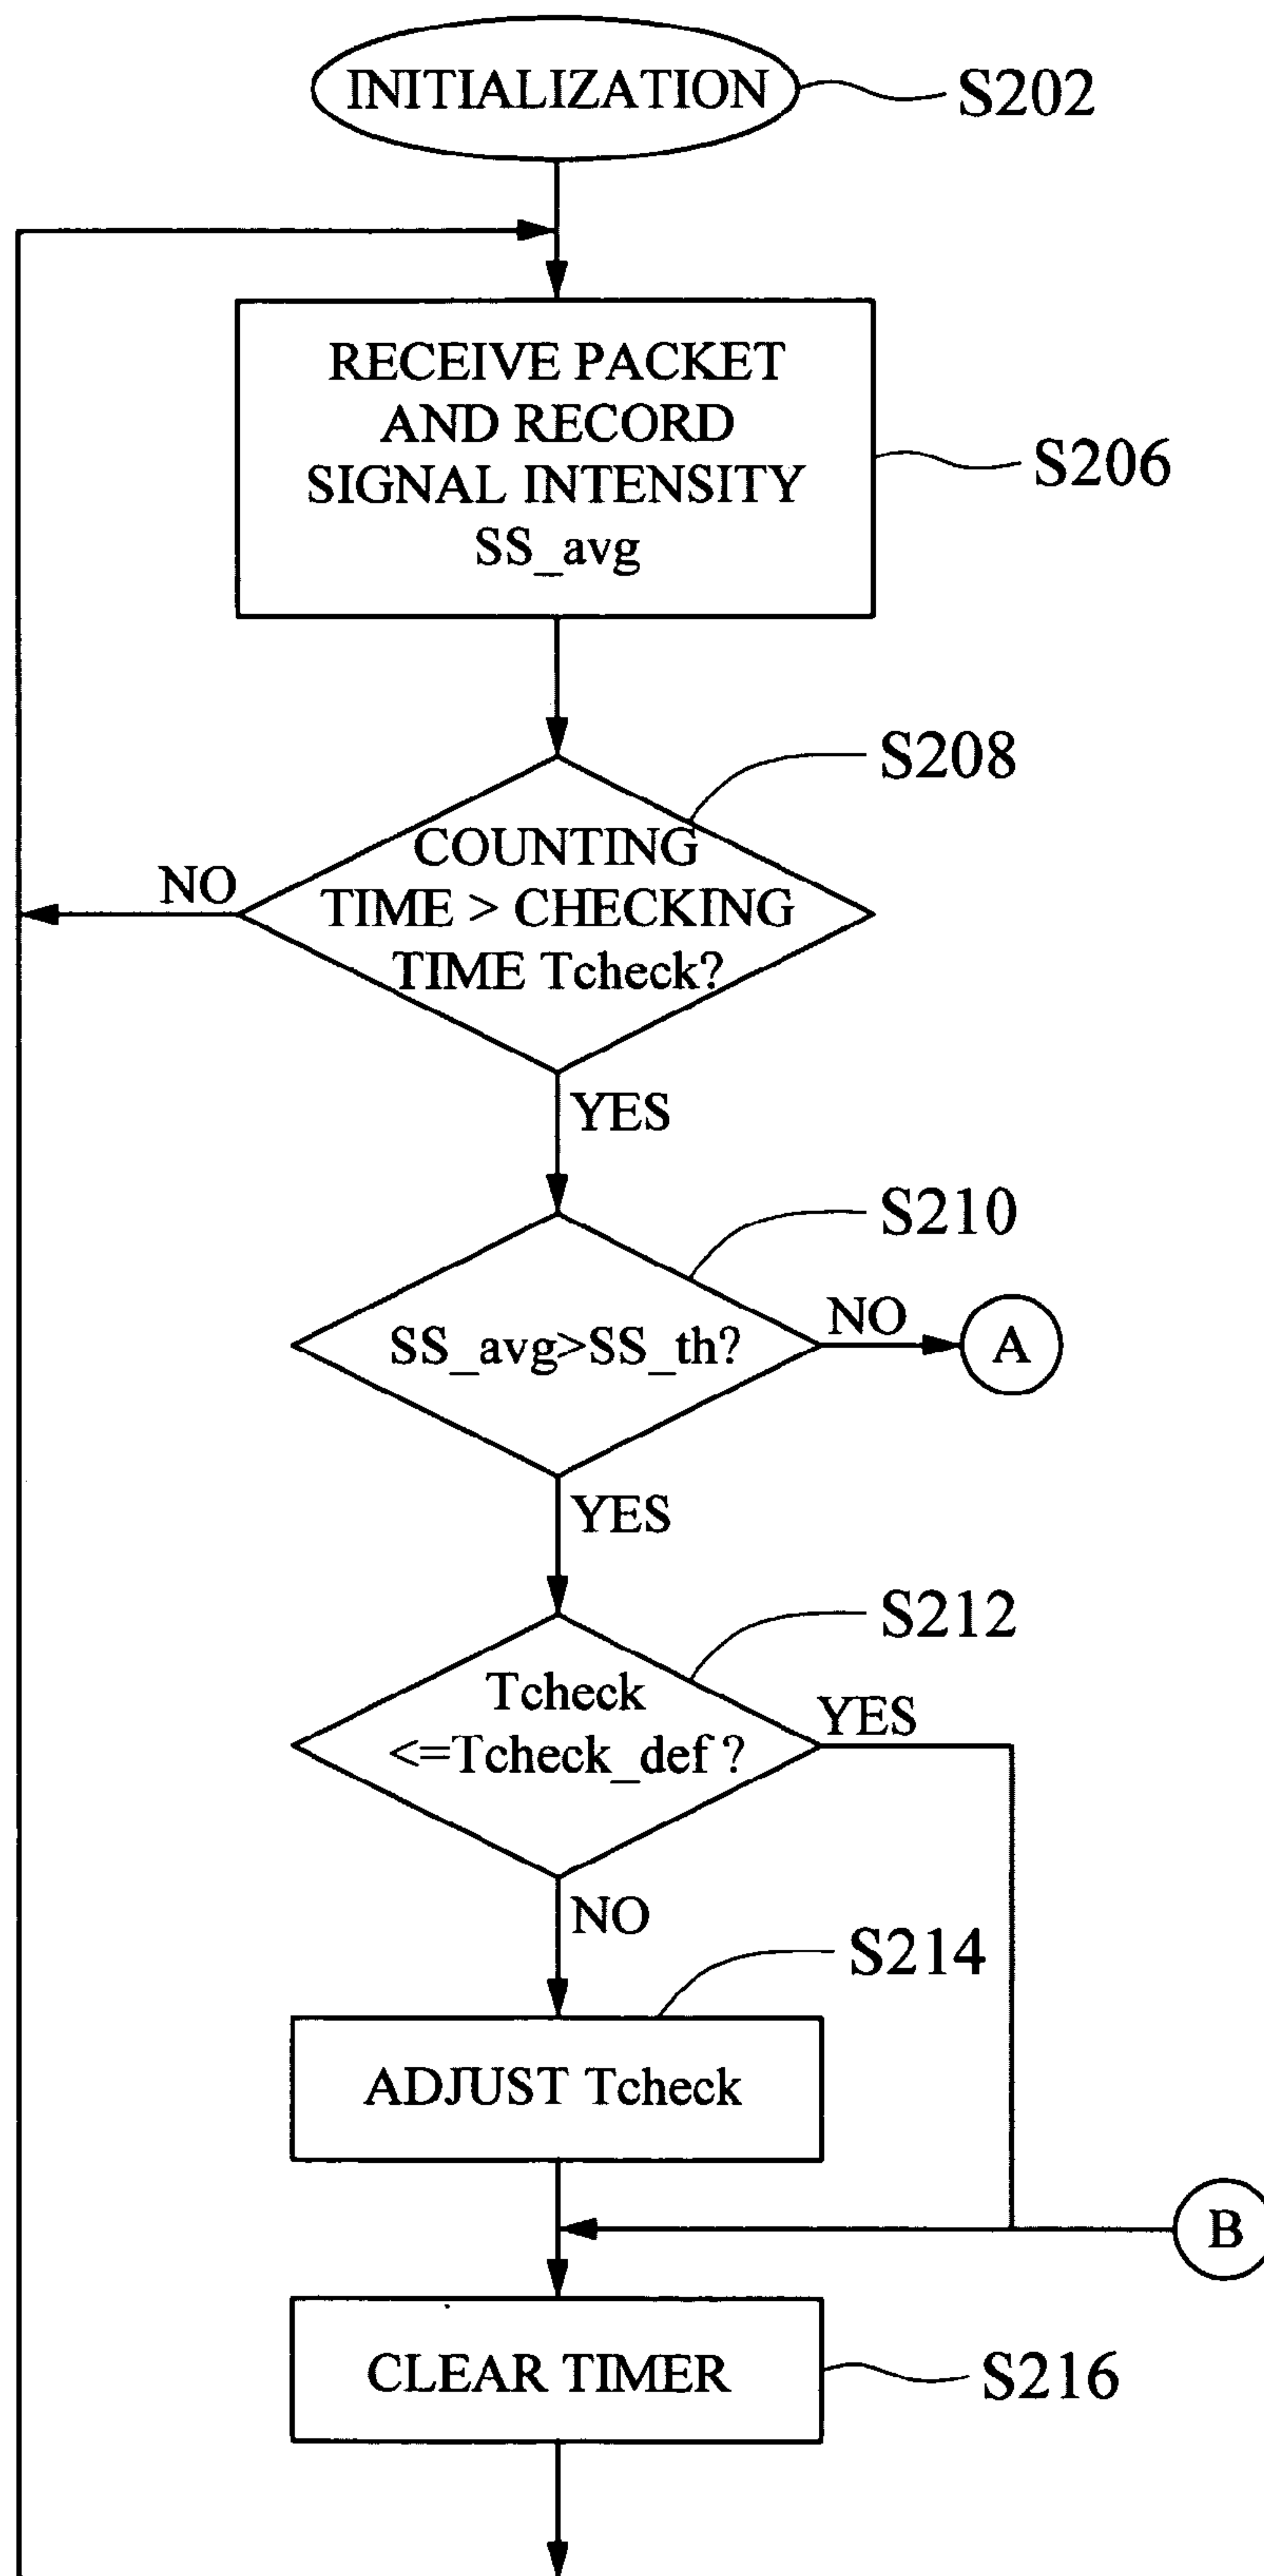 INITIALIZATION
S202
RECEIVE PACKET
AND RECORD
SIGNAL INTENSITY
SS_avg
S206
S208
COUNTING
TIME > CHECKING
TIME Tcheck?
NO
YES
S210
SS_avg>SS_th?
NO
A
YES
S212
Tcheck
<=Tcheck_def ?
YES
NO
S214
ADJUST Tcheck
B
CLEAR TIMER
S216